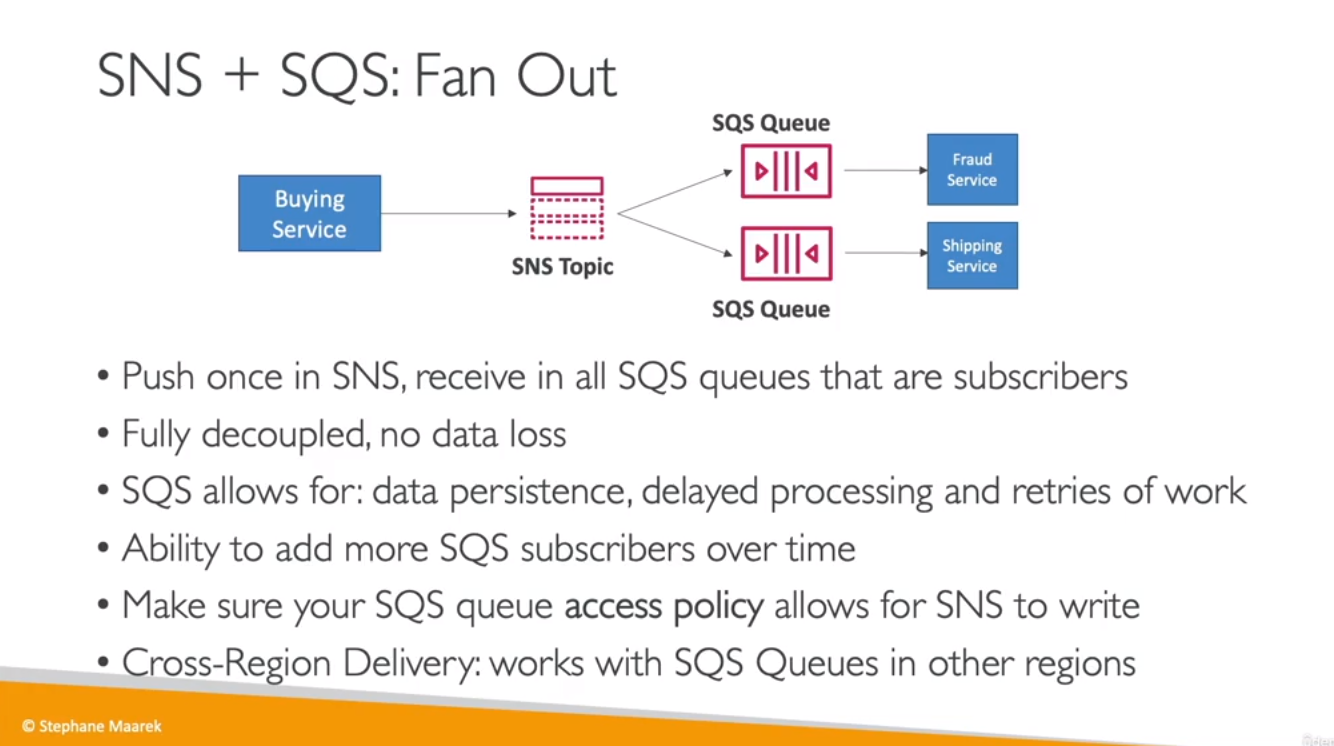 SNS + SQS: Fan Out
SQS Queue
Buying
Service
SNS Topic
Fraud
Service
Shipping
Service
SQS Queue
• Push once in SNS, receive in all SQS queues that are subscribers
• Fully decoupled, no data loss
• SQS allows for: data persistence, delayed processing and retries of work
• Ability to add more SQS subscribers over time
• Make sure your SQS queue access policy allows for SNS to write
• Cross-Region Delivery: works with SQS Queues in other regions
© Stephane Maarek